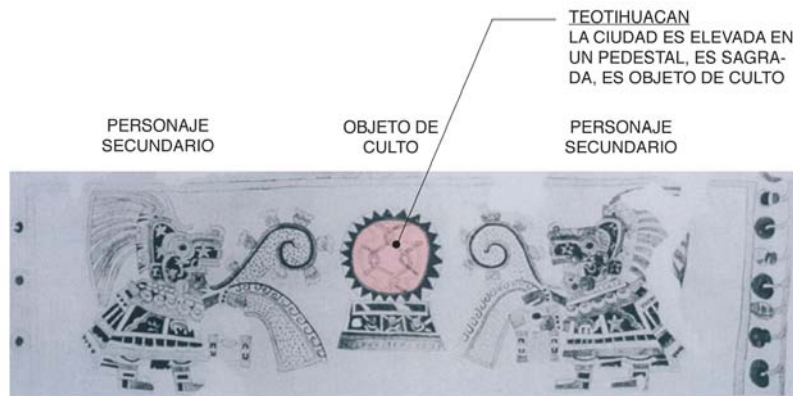 TEOTIHUACAN
LA CIUDAD ES ELEVADA EN
UN PEDESTAL, ES SAGRA-
DA, ES OBJETO DE CULTO
PERSONAJE
SECUNDARIO
OBJETO DE
CULTO
PERSONAJE
SECUNDARIO